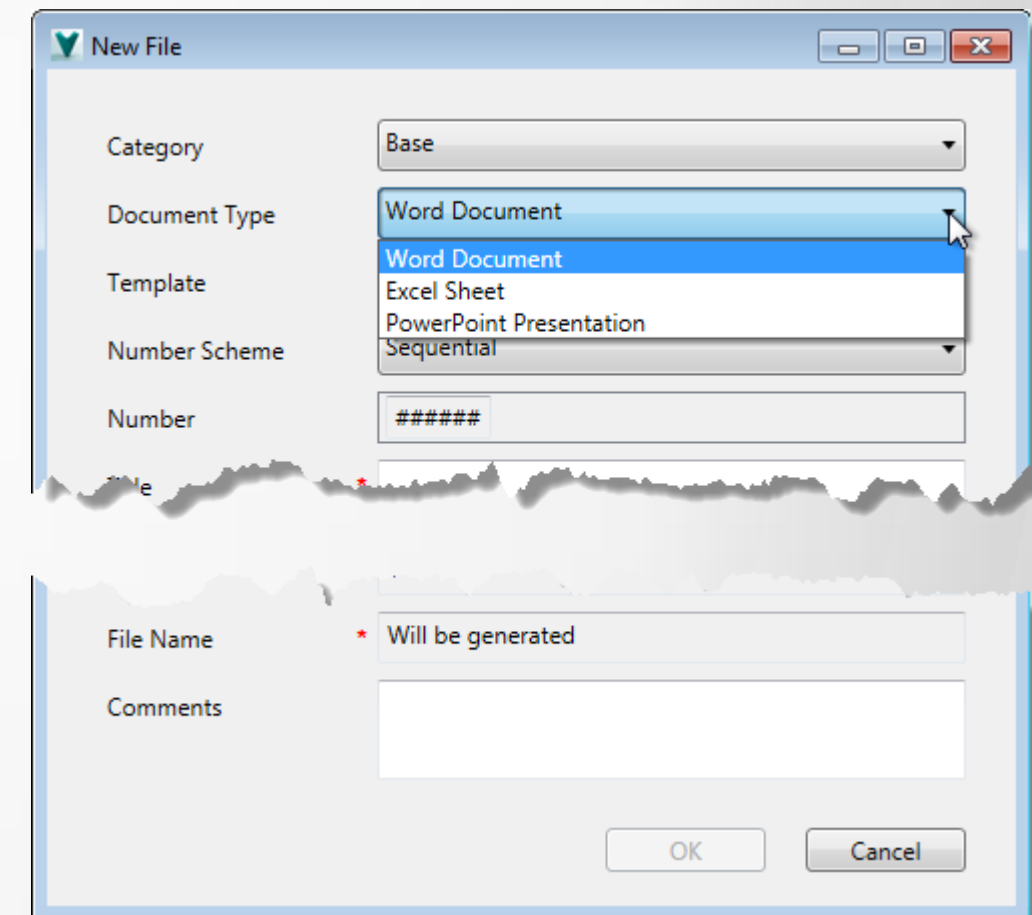 New File
Category
Base
Document Type
Word Document
Word Document
Template
Excel Sheet
PowerPoint Presentation
Number Scheme
Sequential
Number
######
*
File Name
* Will be generated
Comments
OK
Cancel